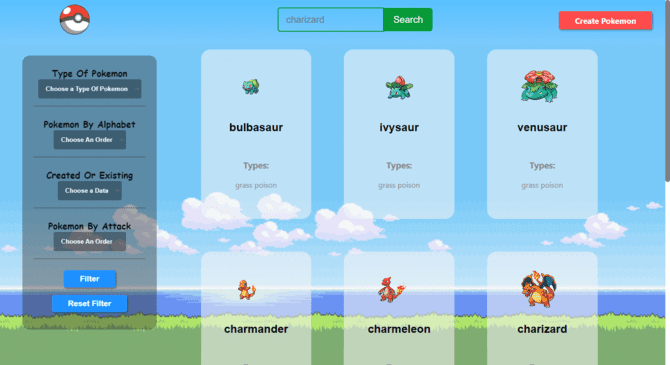 charizard
Search
Create Pokemon
Type Of Pokemon
Choose a Type Of Pokemon
Pokemon By Alphabet
Choose An Order
Created Or Existing
Choose a Data
Pokemon By Attack
Choose An Order
Filter
Reset Filter
bulbasaur
Types:
grass poison
ivysaur
Types:
grass poison
venusaur
Types:
grass poison
charmander
charmeleon
charizard